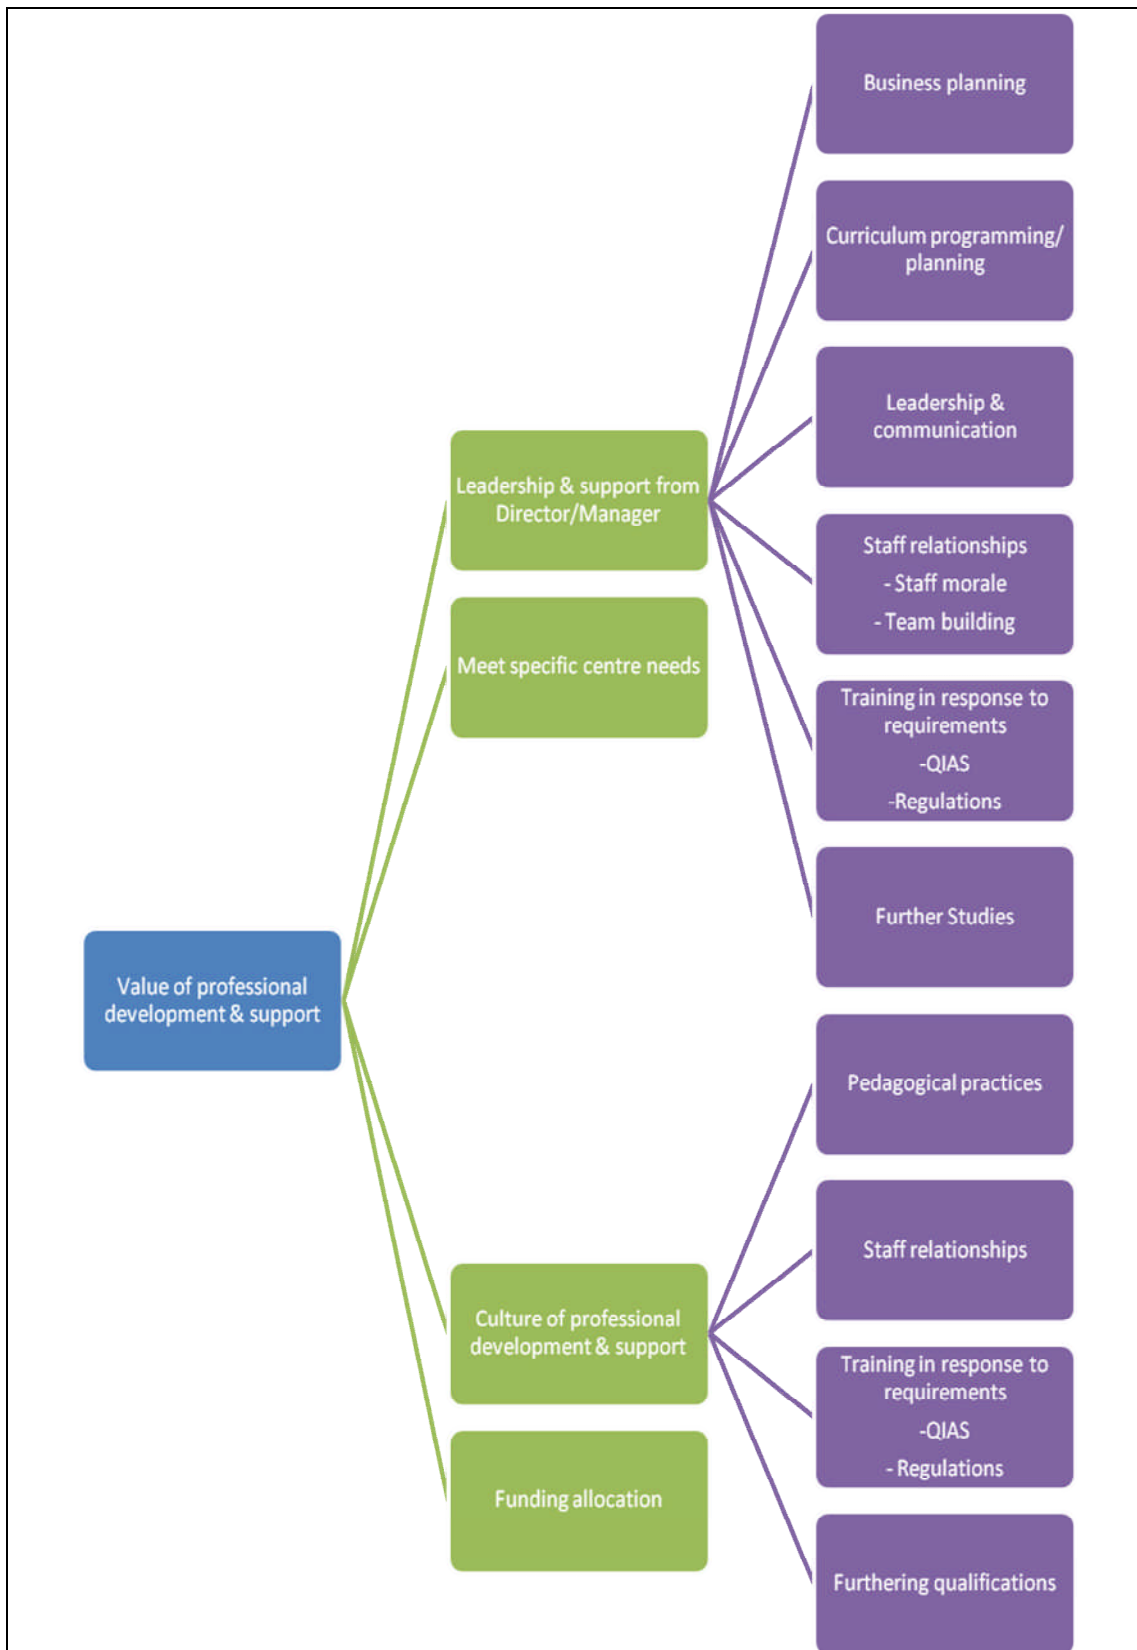 Value of professional
development & support
Leadership & support from
Director/Manager
Meet specific centre needs
Culture of professional
development & support
Funding allocation
Business planning
Curriculum programming/
planning
Leadership &
communication
Staff relationships
- Staff morale
- Team building
Training in response to
requirements
-QIAS
-Regulations
Further Studies
Pedagogical practices
Staff relationships
Training in response to
requirements
-QIAS
- Regulations
Furthering qualifications